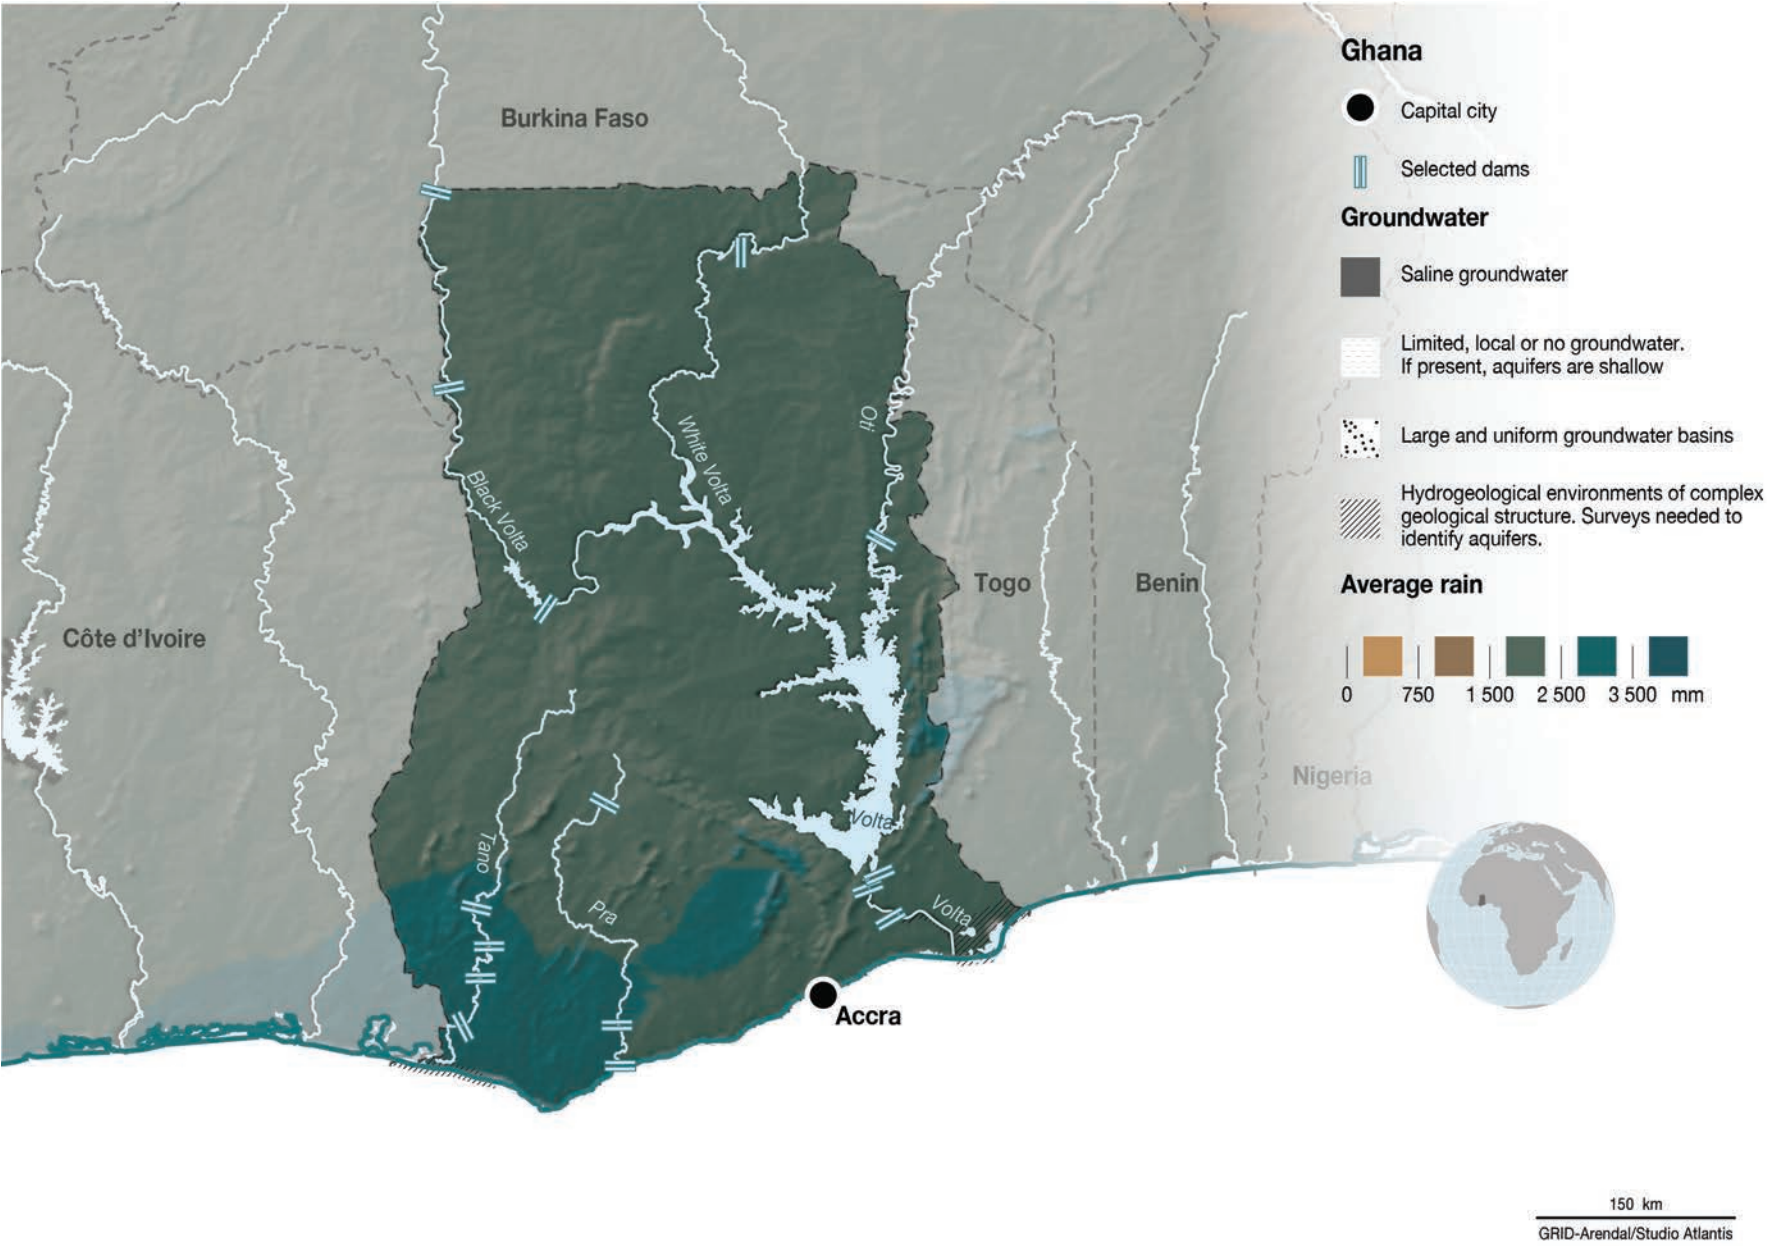 Ghana
Capital city
Selected dams
Groundwater
Saline groundwater
Limited, local or no groundwater.
If present, aquifers are shallow
Large and uniform groundwater basins
Hydrogeological environments of complex
geological structure. Surveys needed to
identify aquifers.
Average rain
0 750 1 500 2 500 3 500 mm
Burkina Faso
Oti
White Volta
Black Volta
Togo
Benin
Côte d’Ivoire
Nigeria
Volta
Tano
Pra
Volta
Accra
150 km
GRID-Arendal/Studio Atlantis